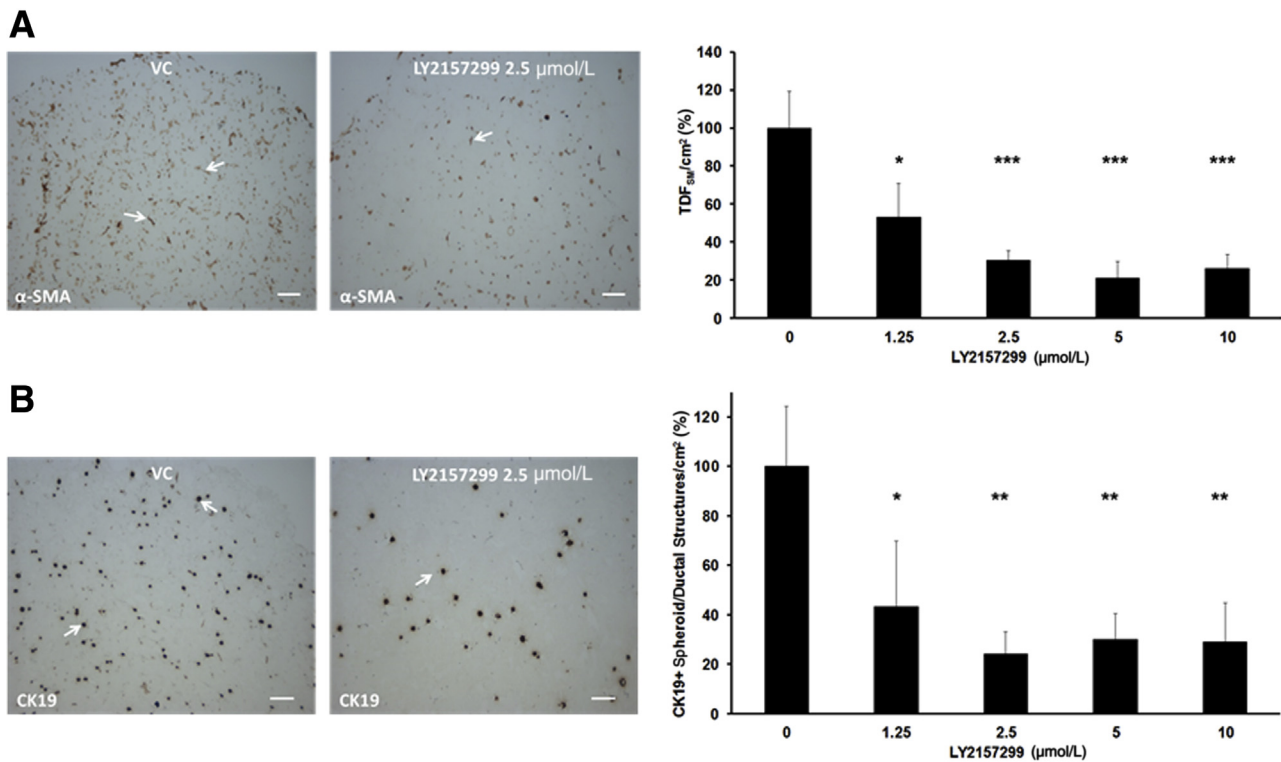 A
VC
LY2157299 2.5 µmol/L
α-SMA
α-SMA
TDFSM/cm² (%)
140
120
100
80
60
40
20
0
*
***
***
***
0
1.25
2.5
5
10
LY2157299 (µmol/L)
B
VC
LY2157299 2.5 µmol/L
CK19
CK19
CK19+ Spheroid/Ductal Structures/cm² (%)
120
100
80
60
40
20
0
*
**
**
**
0
1.25
2.5
5
10
LY2157299 (µmol/L)